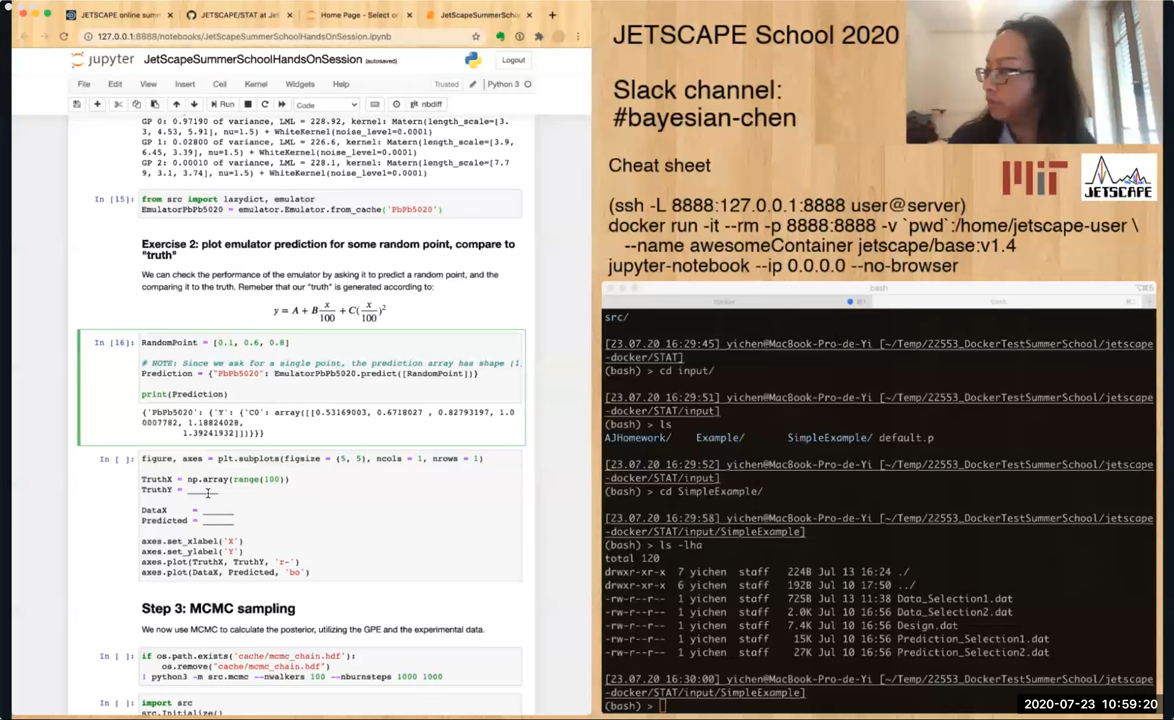 JETSCAPE online summ
JETSCAPE/STAT at Jet
Home Page - Select or
JetScapeSummerScho
127.0.0.1:8888/notebooks/JetScapeSummerSchoolHandsOnSession.ipynb
jupyter JetScapeSummerSchoolHandsOnSession (autosaved)
Logout
File Edit View Insert Cell Kernel Widgets Help
Trusted
Python 3
Run
Code
nbdiff
GP 0: 0.97190 of variance, LML = 228.92, kernel: Matern(length_scale=[3.
3, 4.53, 5.91], nu=1.5) + WhiteKernel(noise_level=0.0001)
GP 1: 0.02800 of variance, LML = 226.6, kernel: Matern(length_scale=[3.9,
6.45, 3.39], nu=1.5) + WhiteKernel(noise_level=0.0001)
GP 2: 0.00010 of variance, LML = 228.1, kernel: Matern(length_scale=[7.7
9, 3.1, 3.74], nu=1.5) + WhiteKernel(noise_level=0.0001)
In [15]:
from src import lazydict, emulator
EmulatorPbPb5020 = emulator.Emulator.from_cache('PbPb5020')
Exercise 2: plot emulator prediction for some random point, compare to
"truth"
We can check the performance of the emulator by asking it to predict a random point, and the
comparing it to the truth. Remeber that our "truth" is generated according to:
y = A + B x/100 + C(x/100)²
In [16]:
RandomPoint = [0.1, 0.6, 0.8]
# NOTE: Since we ask for a single point, the prediction array has shape (1,
Prediction = {"PbPb5020": EmulatorPbPb5020.predict([RandomPoint])}
print(Prediction)
{'PbPb5020': {'Y': {'C0': array([[0.53169003, 0.6718027 , 0.82793197, 1.0
0007782, 1.18824028,
1.39241932]])}}}
In [ ]:
figure, axes = plt.subplots(figsize = (5, 5), ncols = 1, nrows = 1)
TruthX = np.array(range(100))
TruthY = _____
DataX = _____
Predicted = _____
axes.set_xlabel('X')
axes.set_ylabel('Y')
axes.plot(TruthX, TruthY, 'r-')
axes.plot(DataX, Predicted, 'bo')
Step 3: MCMC sampling
We now use MCMC to calculate the posterior, utilizing the GPE and the experimental data.
In [ ]:
if os.path.exists('cache/mcmc_chain.hdf'):
os.remove("cache/mcmc_chain.hdf")
! python3 -m src.mcmc --nwalkers 100 --nburnsteps 1000 1000
In [ ]:
import src
src.Initialize()
JETSCAPE School 2020
Slack channel:
#bayesian-chen
Cheat sheet
MIT
JETSCAPE
(ssh -L 8888:127.0.0.1:8888 user@server)
docker run -it --rm -p 8888:8888 -v `pwd`:/home/jetscape-user \
--name awesomeContainer jetscape/base:v1.4
jupyter-notebook --ip 0.0.0.0 --no-browser
bash
docker
bash
src/
[23.07.20 16:29:45] yichen@MacBook-Pro-de-Yi [~/Temp/22553_DockerTestSummerSchool/jetscape
-docker/STAT]
(bash) > cd input/
[23.07.20 16:29:51] yichen@MacBook-Pro-de-Yi [~/Temp/22553_DockerTestSummerSchool/jetscape
-docker/STAT/input]
(bash) > ls
AJHomework/ Example/ SimpleExample/ default.p
[23.07.20 16:29:52] yichen@MacBook-Pro-de-Yi [~/Temp/22553_DockerTestSummerSchool/jetscape
-docker/STAT/input]
(bash) > cd SimpleExample/
[23.07.20 16:29:58] yichen@MacBook-Pro-de-Yi [~/Temp/22553_DockerTestSummerSchool/jetscape
-docker/STAT/input/SimpleExample]
(bash) > ls -lha
total 120
drwxr-xr-x 7 yichen staff 224B Jul 13 16:24 ./
drwxr-xr-x 6 yichen staff 192B Jul 10 17:50 ../
-rw-r--r-- 1 yichen staff 725B Jul 13 11:38 Data_Selection1.dat
-rw-r--r-- 1 yichen staff 2.0K Jul 10 16:56 Data_Selection2.dat
-rw-r--r-- 1 yichen staff 7.4K Jul 10 16:56 Design.dat
-rw-r--r-- 1 yichen staff 15K Jul 10 16:56 Prediction_Selection1.dat
-rw-r--r-- 1 yichen staff 27K Jul 10 16:56 Prediction_Selection2.dat
[23.07.20 16:30:00] yichen@MacBook-Pro-de-Yi [~/Temp/22553_DockerTestSummerSchool/jetscape
-docker/STAT/input/SimpleExample]
(bash) >
2020-07-23 10:59:20